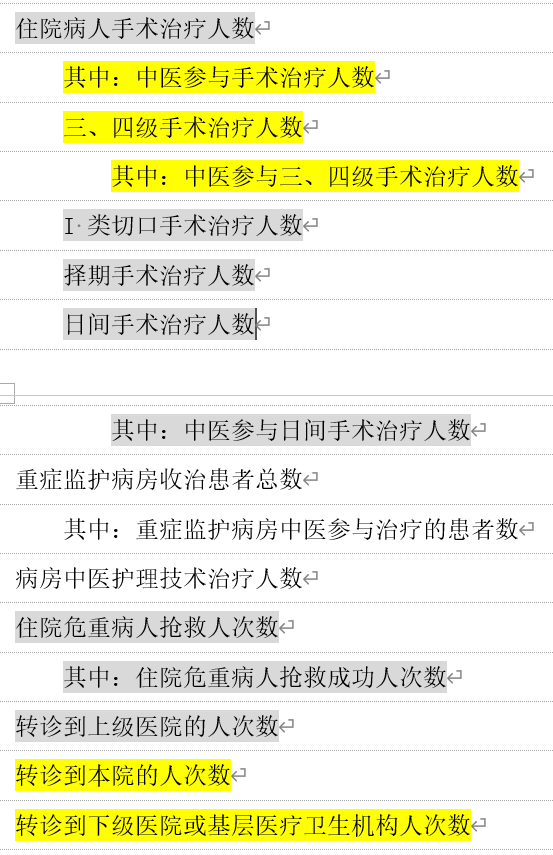 住院病人手术治疗人数
其中：中医参与手术治疗人数
三、四级手术治疗人数
其中：中医参与三、四级手术治疗人数
I 类切口手术治疗人数
择期手术治疗人数
日间手术治疗人数
其中：中医参与日间手术治疗人数
重症监护病房收治患者总数
其中：重症监护病房中医参与治疗的患者数
病房中医护理技术治疗人数
住院危重病人抢救人次数
其中：住院危重病人抢救成功人次数
转诊到上级医院的人次数
转诊到本院的人次数
转诊到下级医院或基层医疗卫生机构人次数